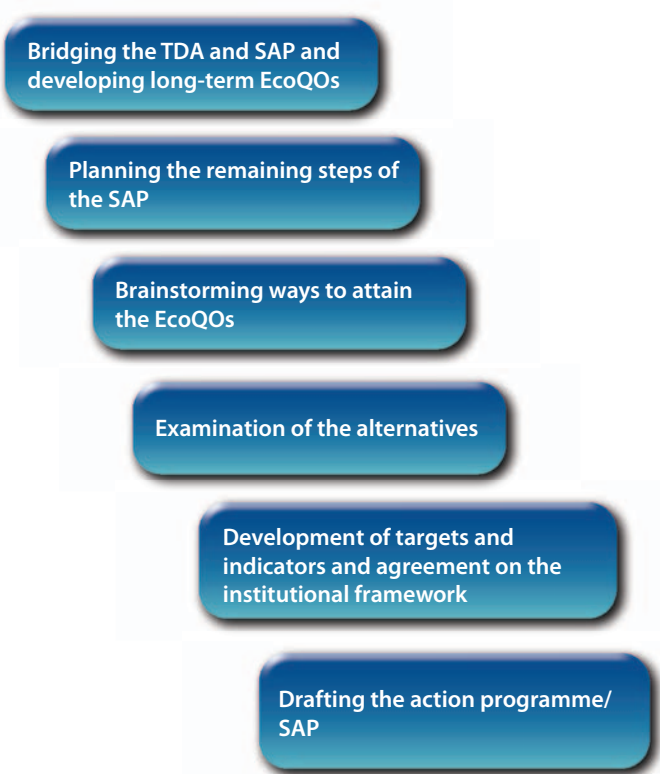 Bridging the TDA and SAP and
developing long-term EcoQOs
Planning the remaining steps of
the SAP
Brainstorming ways to attain
the EcoQOs
Examination of the alternatives
Development of targets and
indicators and agreement on the
institutional framework
Drafting the action programme/
SAP